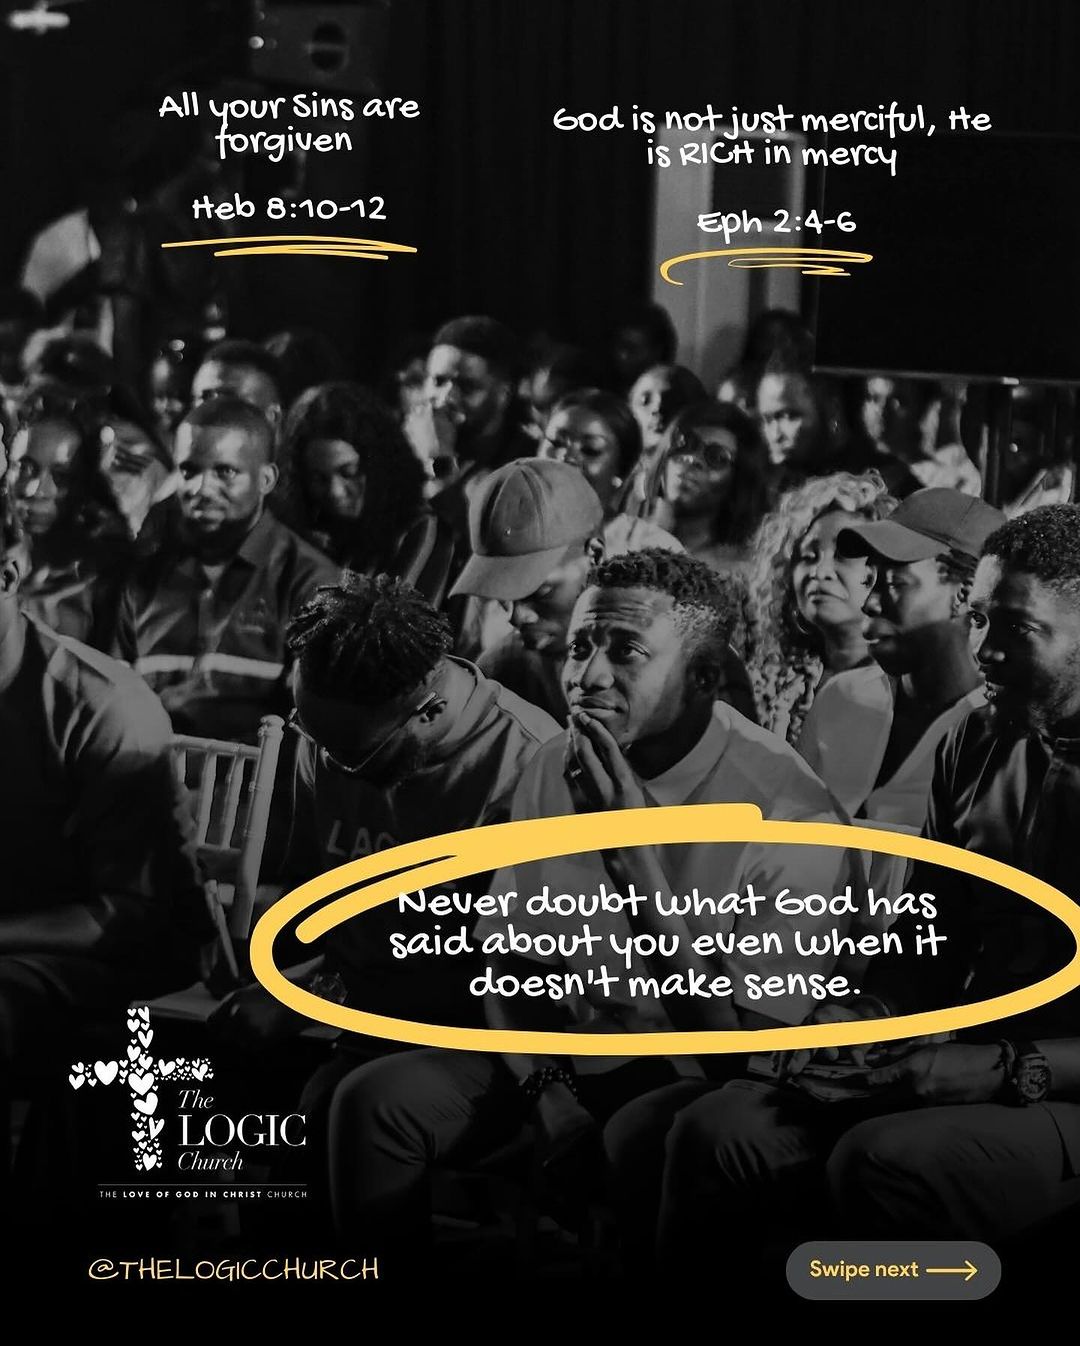 All your Sins are
forgiven
Heb 8:10-12
God is not just merciful, He
is RICH in mercy
Eph 2:4-6
Never doubt what God has
said about you even when it
doesn't make sense.
The
LOGIC
Church
THE LOVE OF GOD IN CHRIST CHURCH
@THELOGICCHURCH
Swipe next